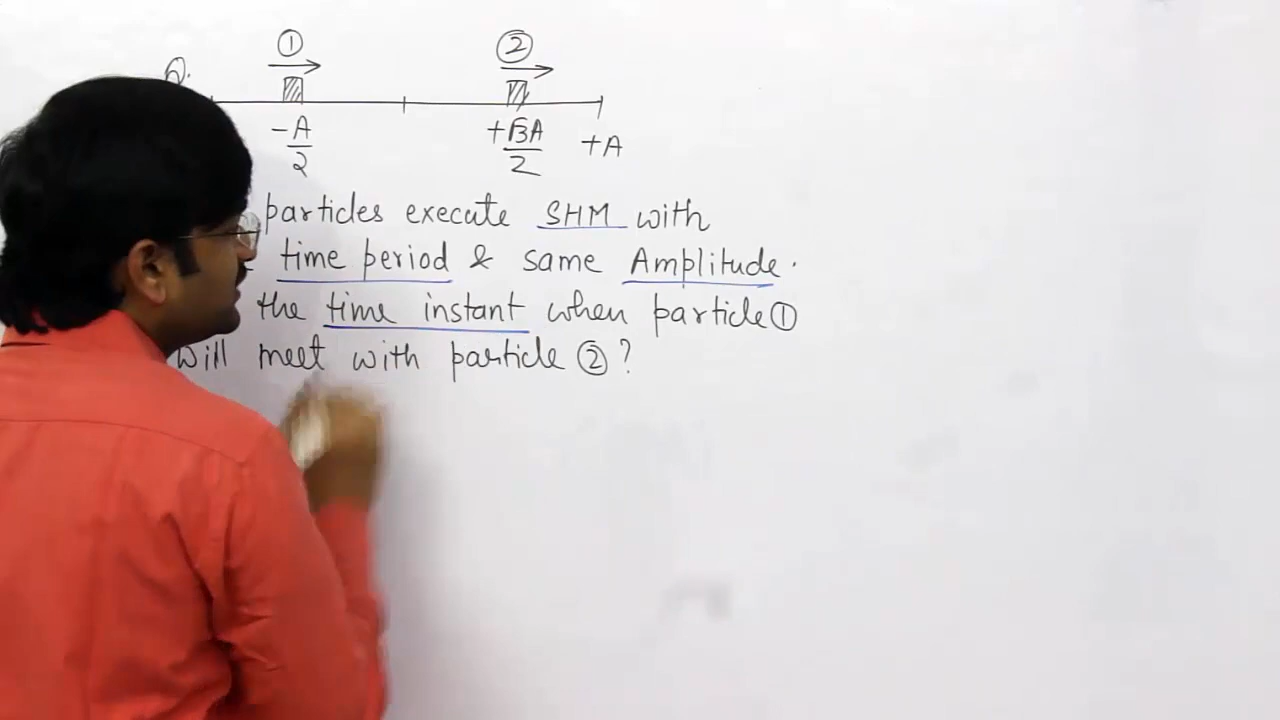 ① ②
Q.
-A/2 +√3A/2 +A
particles execute SHM with
time period & same Amplitude.
the time instant when particle ①
will meet with particle ② ?